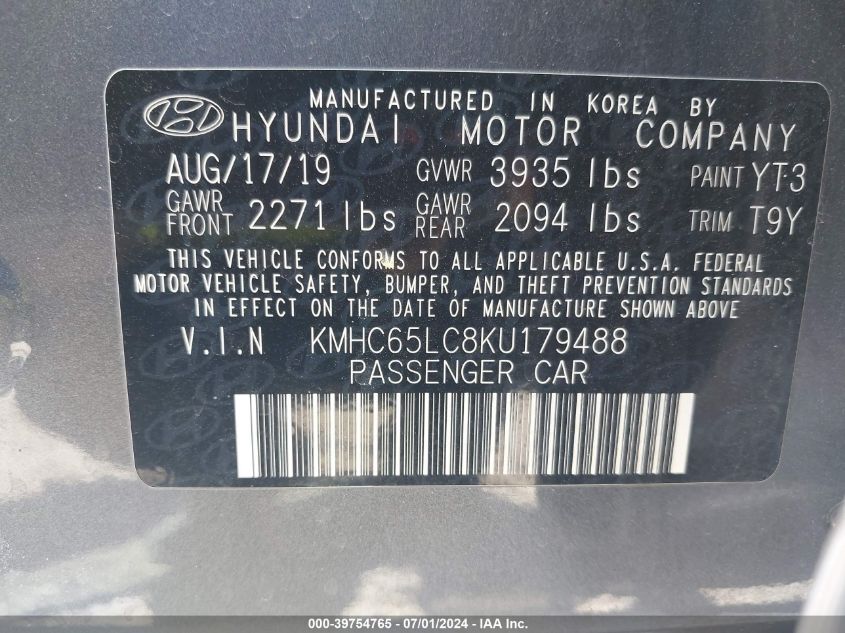 MANUFACTURED IN KOREA BY
HYUNDAI MOTOR COMPANY
AUG/17/19 GVWR 3935 lbs PAINT YT3
GAWR FRONT 2271 lbs GAWR REAR 2094 lbs TRIM T9Y
THIS VEHICLE CONFORMS TO ALL APPLICABLE U.S.A. FEDERAL
MOTOR VEHICLE SAFETY, BUMPER, AND THEFT PREVENTION STANDARDS
IN EFFECT ON THE DATE OF MANUFACTURE SHOWN ABOVE
V.I.N KMHC65LC8KU179488
PASSENGER CAR
000-39754765 - 07/01/2024 - IAA Inc.